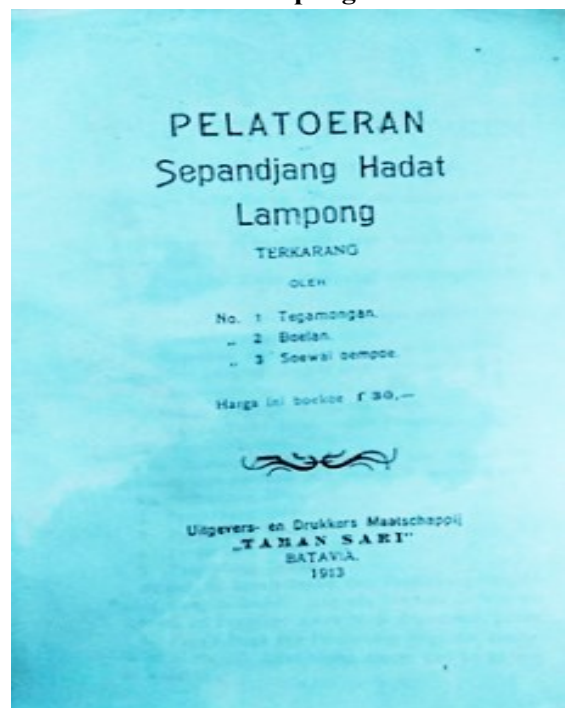 PELATOERAN
Sepandjang Hadat
Lampong
TERKARANG
OLEH
No. 1 Tegamongan.
„ 2 Boelan.
„ 3 Soewai oempoe.
Harga ini boekoe f 30,—
Uitgevers- en Drukkers Maatschappij
„TAMAN SARI”
BATAVIA.
1913